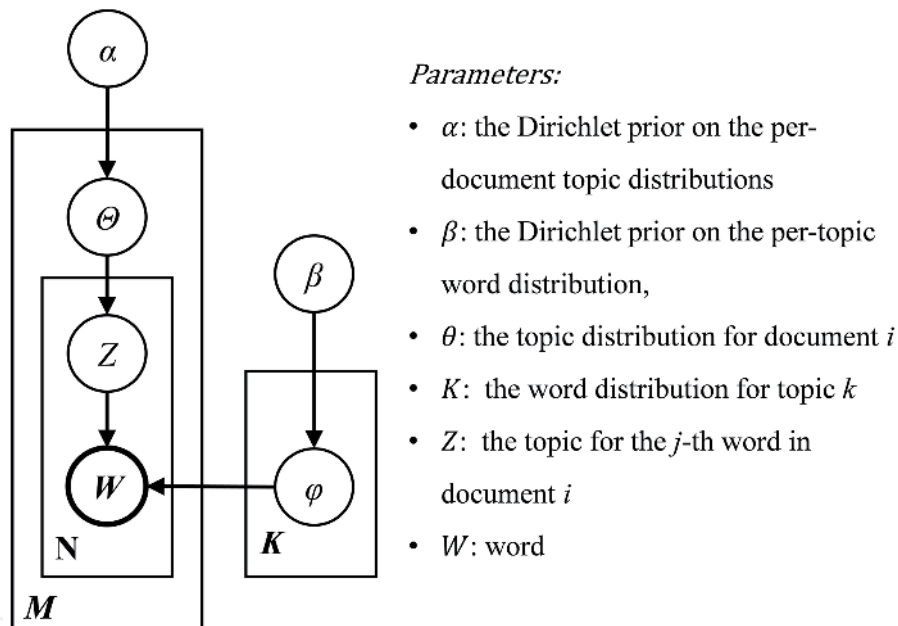 α
Θ
Z
W
N
M
β
φ
K
Parameters:
• α: the Dirichlet prior on the per-
document topic distributions
• β: the Dirichlet prior on the per-topic
word distribution,
• θ: the topic distribution for document i
• K: the word distribution for topic k
• Z: the topic for the j-th word in
document i
• W: word